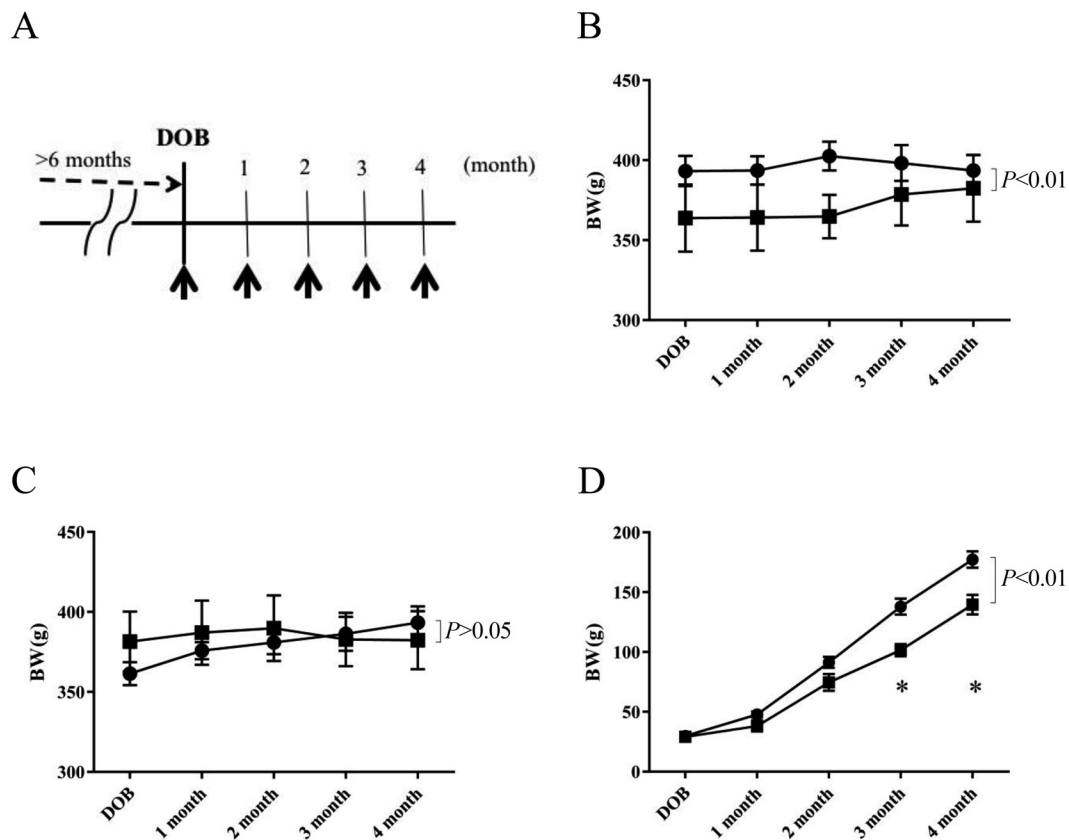 A
>6 months
DOB
1 2 3 4 (month)
B
BW(g)
450
400
350
300
P<0.01
DOB
1 month
2 month
3 month
4 month
C
BW(g)
450
400
350
300
P>0.05
DOB
1 month
2 month
3 month
4 month
D
BW(g)
200
150
100
50
0
P<0.01
* *
DOB
1 month
2 month
3 month
4 month